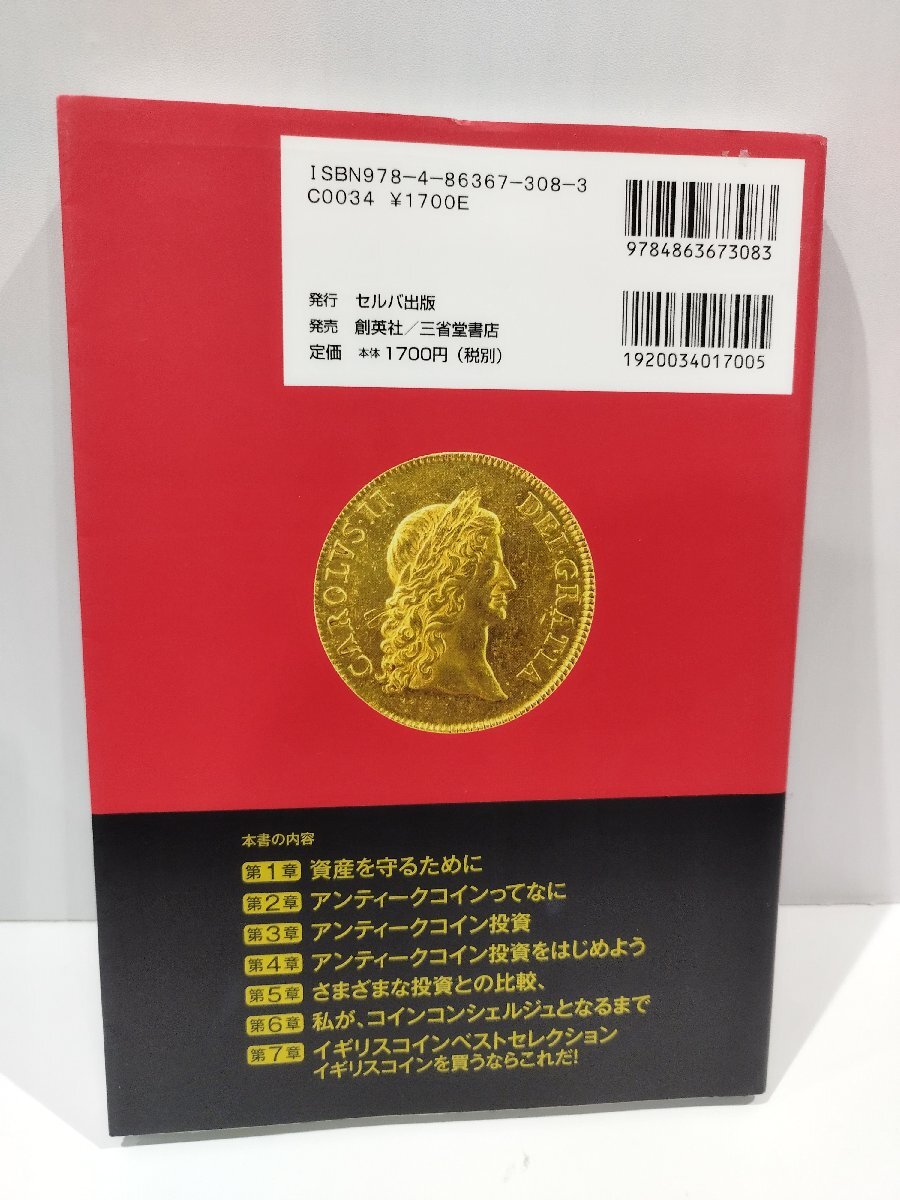 ISBN978-4-86367-308-3
C0034 ¥1700E
9784863673083
発行 セルバ出版
発売 創英社/三省堂書店
定価 本体1700円(税別)
1920034017005
CAROLVS·II DEI·GRATIA
本書の内容
第1章 資産を守るために
第2章 アンティークコインってなに
第3章 アンティークコイン投資
第4章 アンティークコイン投資をはじめよう
第5章 さまざまな投資との比較、
第6章 私が、コインコンシェルジュとなるまで
第7章 イギリスコインベストセレクション
イギリスコインを買うならこれだ!